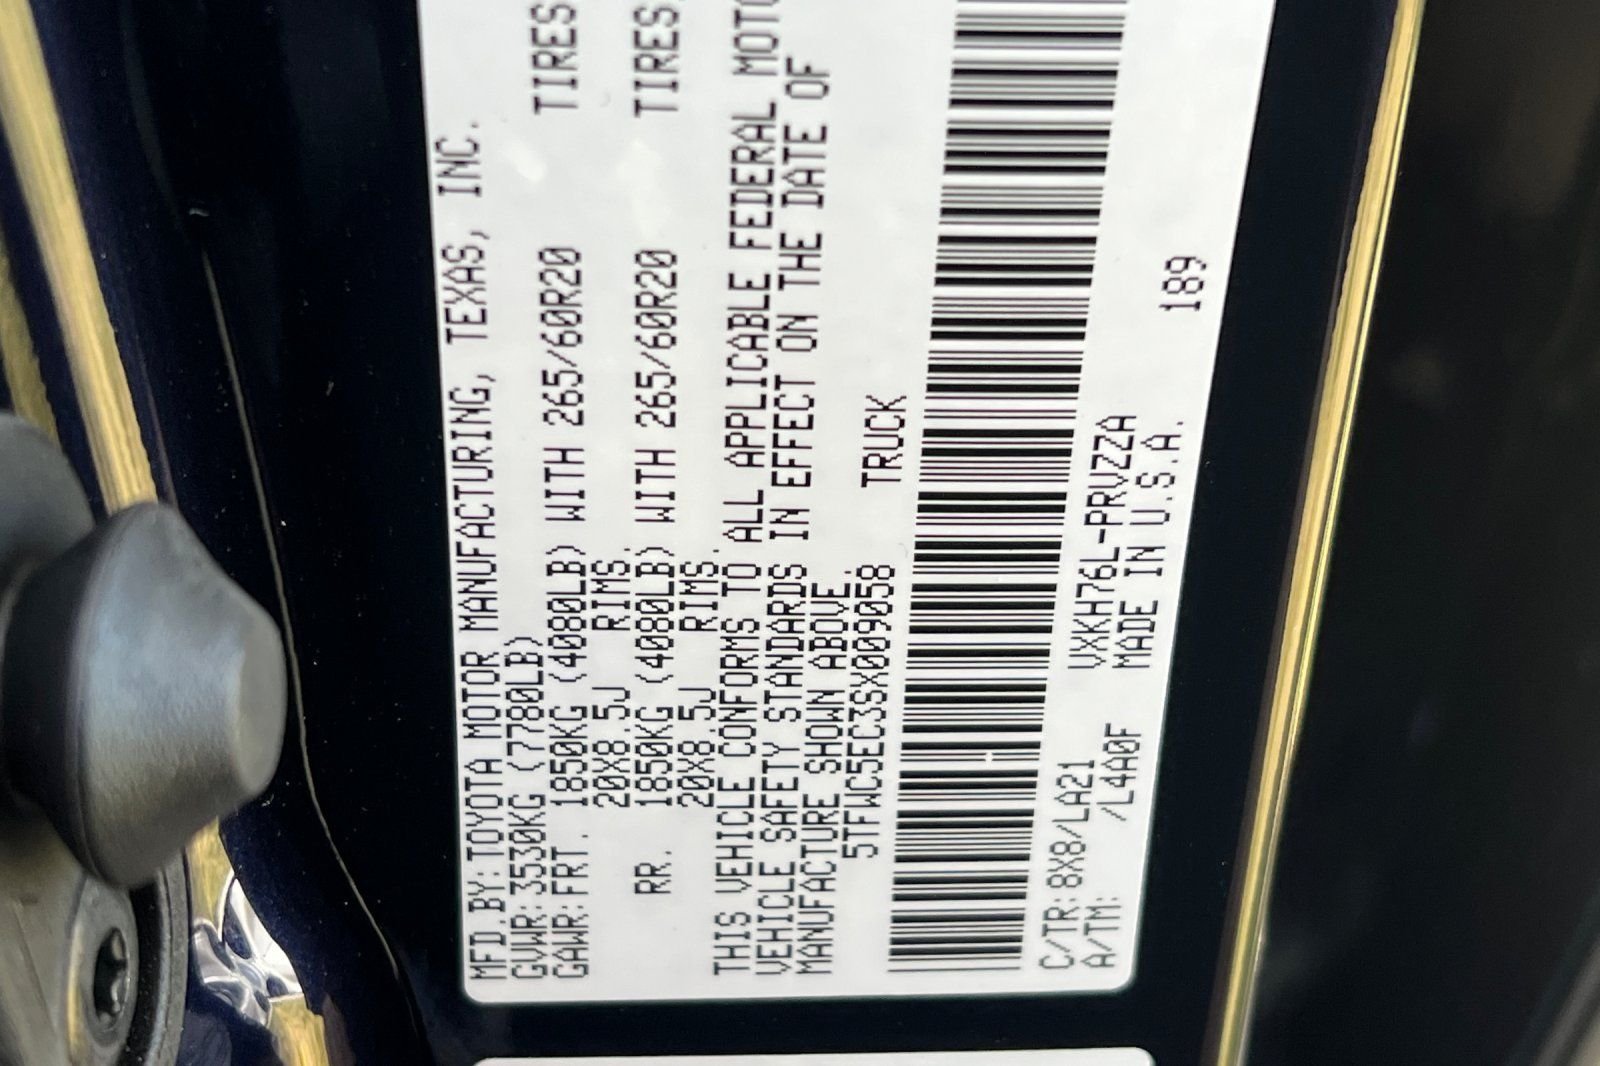 MFD.BY:TOYOTA MOTOR MANUFACTURING, TEXAS, INC.
GVWR:3530KG (7780LB)
GAWR:FRT. 1850KG (4080LB) WITH 265/60R20 TIRES,
20X8.5J RIMS.
RR. 1850KG (4080LB) WITH 265/60R20 TIRES,
20X8.5J RIMS.
THIS VEHICLE CONFORMS TO ALL APPLICABLE FEDERAL
VEHICLE SAFETY STANDARDS IN EFFECT ON THE DATE OF
MANUFACTURE SHOWN ABOVE.
5TFWC5EC3SX009058 TRUCK
C/TR:8X8/LA21 VXKH76L-PRVZZA
A/TM: /L4A0F MADE IN U.S.A.
189